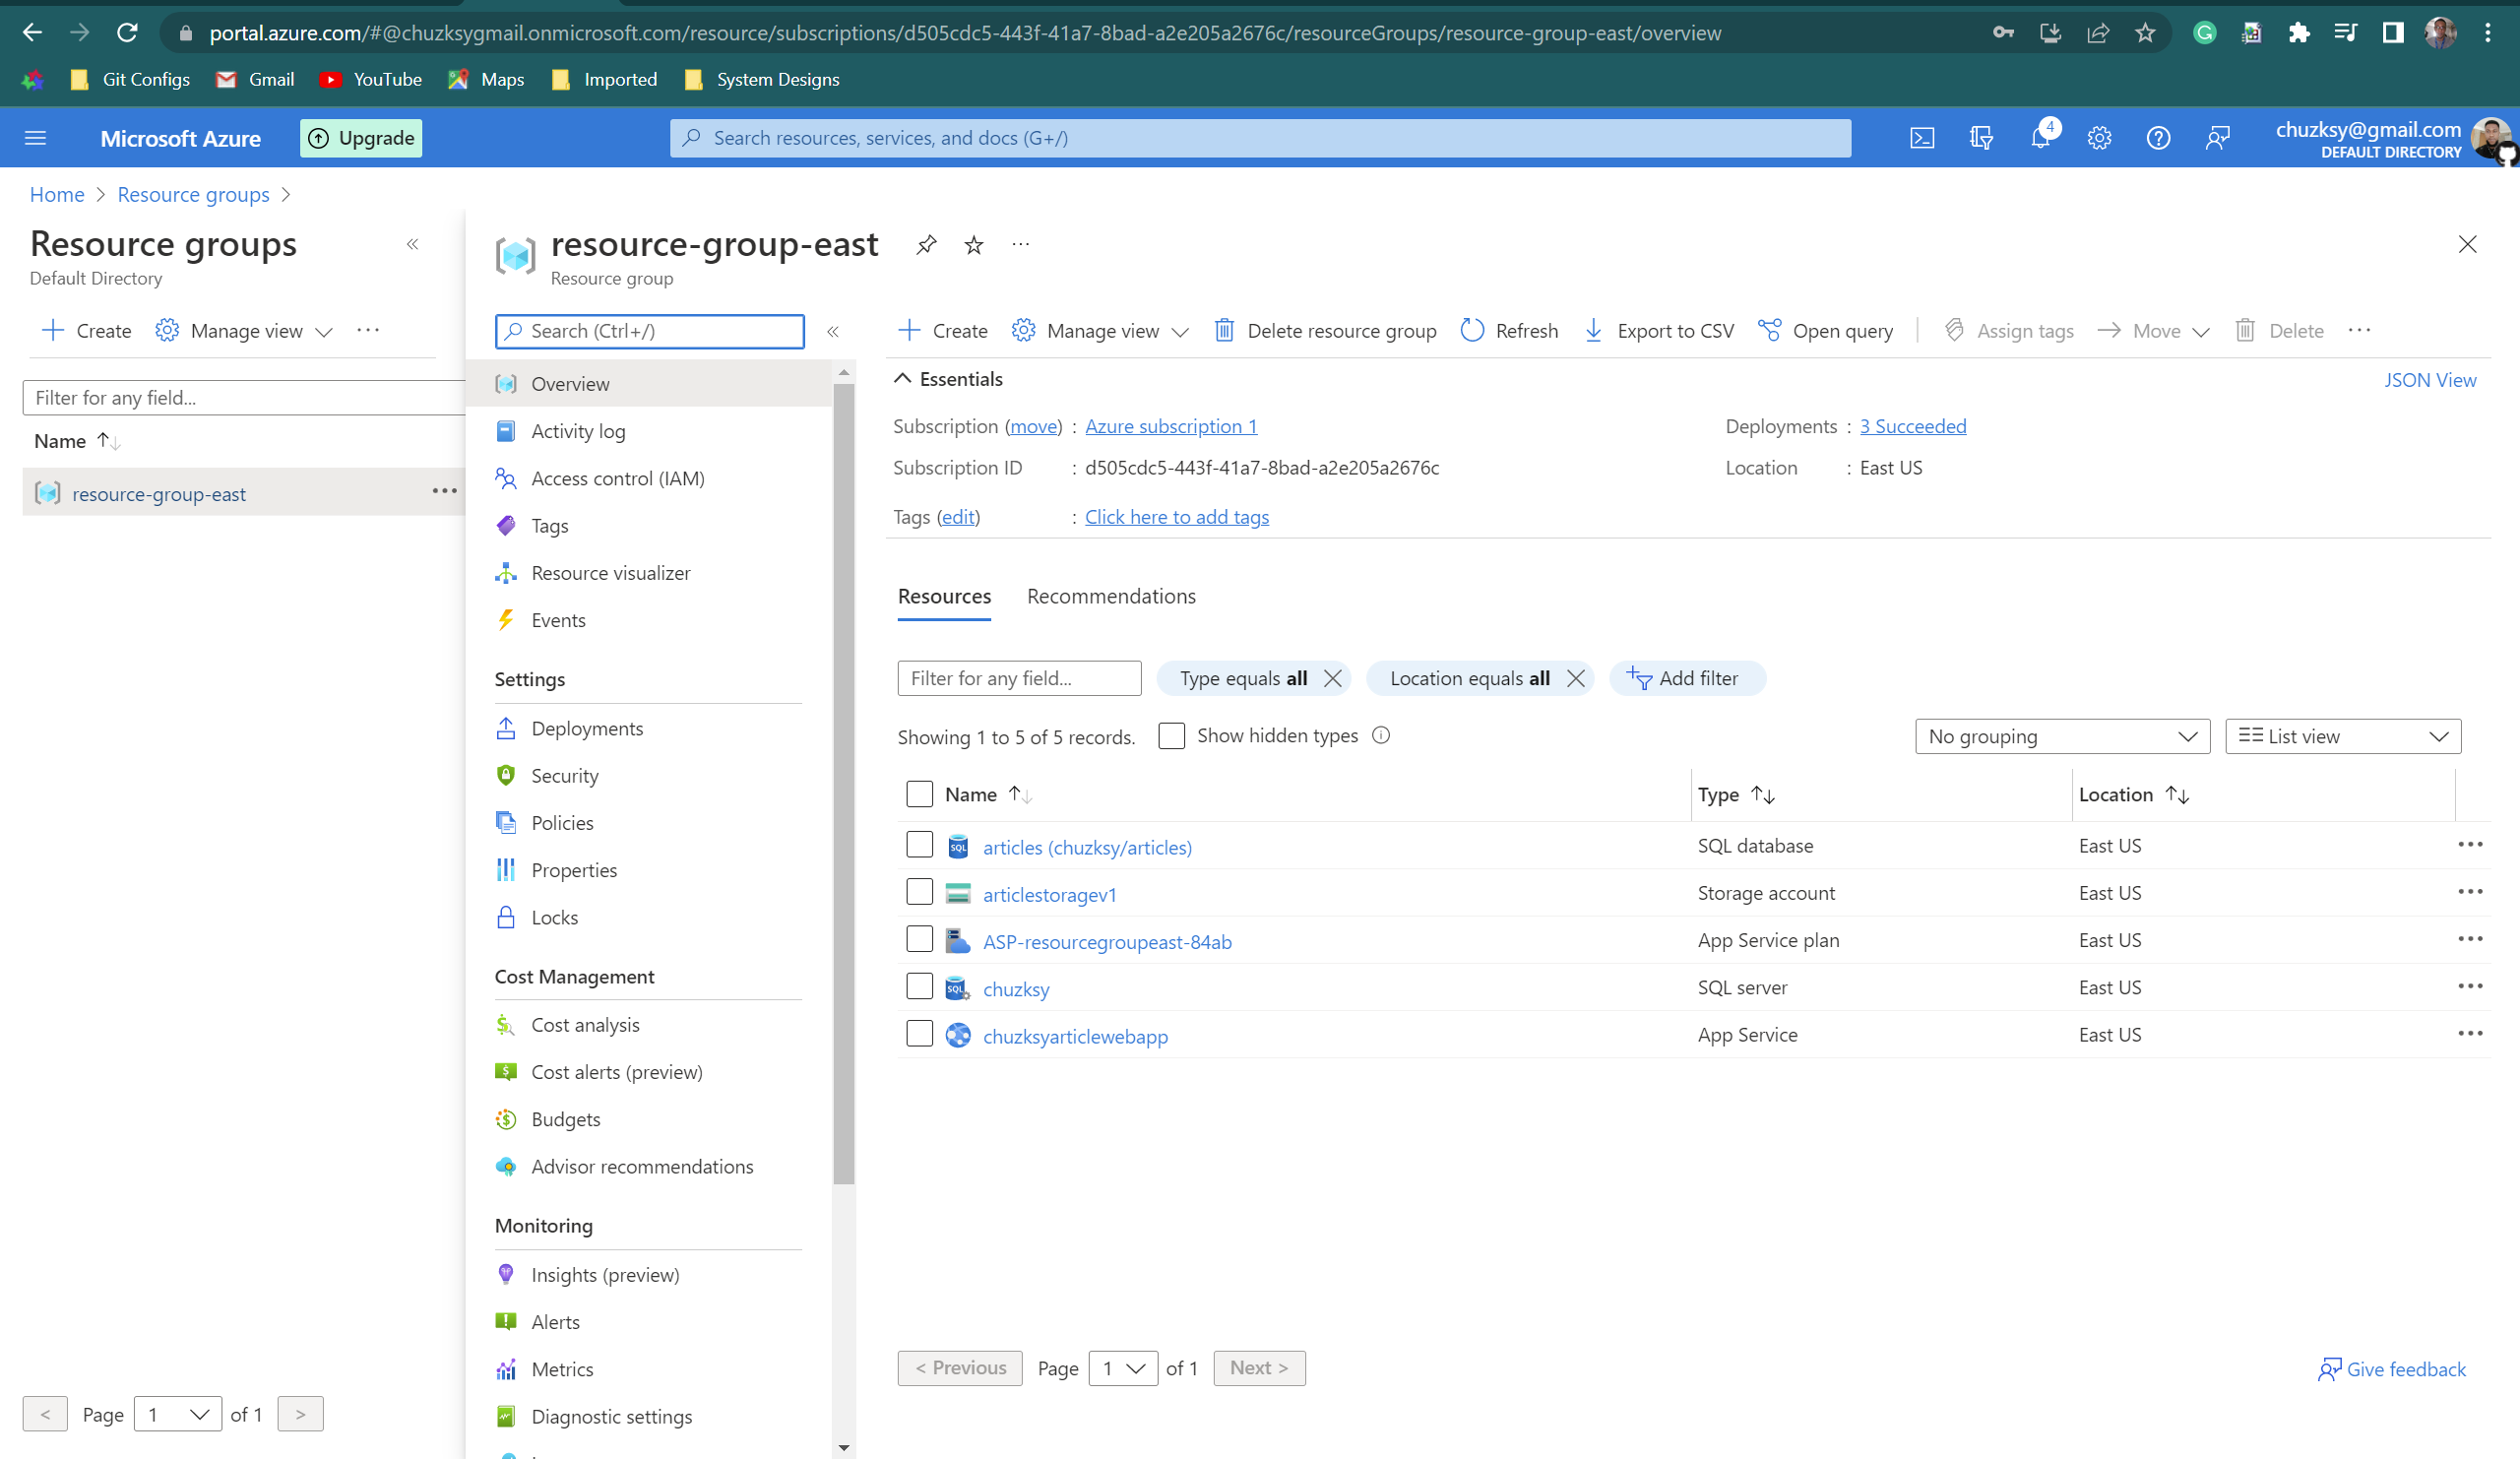 portal.azure.com/#@chuzksygmail.onmicrosoft.com/resource/subscriptions/d505cdc5-443f-41a7-8bad-a2e205a2676c/resourceGroups/resource-group-east/overview
Git Configs Gmail YouTube Maps Imported System Designs
Microsoft Azure Upgrade Search resources, services, and docs (G+/) 4 chuzksy@gmail.com
DEFAULT DIRECTORY
Home > Resource groups >
Resource groups «
Default Directory
Create Manage view ...
Filter for any field...
Name ↑↓
resource-group-east ...
< Page 1 of 1 >
resource-group-east ...
Resource group
Search (Ctrl+/) «
Overview
Activity log
Access control (IAM)
Tags
Resource visualizer
Events
Settings
Deployments
Security
Policies
Properties
Locks
Cost Management
Cost analysis
Cost alerts (preview)
Budgets
Advisor recommendations
Monitoring
Insights (preview)
Alerts
Metrics
Diagnostic settings
Create Manage view Delete resource group Refresh Export to CSV Open query Assign tags Move Delete ...
Essentials JSON View
Subscription (move) : Azure subscription 1 Deployments : 3 Succeeded
Subscription ID : d505cdc5-443f-41a7-8bad-a2e205a2676c Location : East US
Tags (edit) : Click here to add tags
Resources Recommendations
Filter for any field... Type equals all Location equals all Add filter
Showing 1 to 5 of 5 records. Show hidden types No grouping List view
Name ↑↓ Type ↑↓ Location ↑↓
SQL articles (chuzksy/articles) SQL database East US ...
articlestoragev1 Storage account East US ...
ASP-resourcegroupeast-84ab App Service plan East US ...
SQL chuzksy SQL server East US ...
chuzksyarticlewebapp App Service East US ...
< Previous Page 1 of 1 Next >
Give feedback